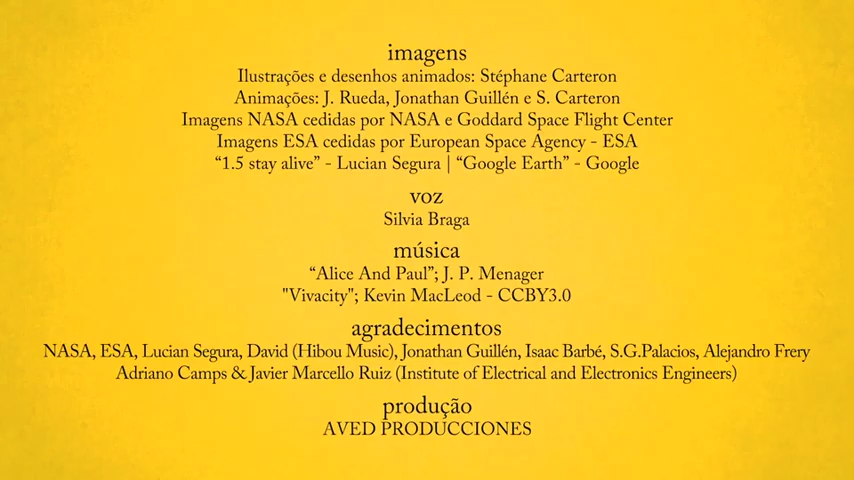 imagens
Ilustrações e desenhos animados: Stéphane Carteron
Animações: J. Rueda, Jonathan Guillén e S. Carteron
Imagens NASA cedidas por NASA e Goddard Space Flight Center
Imagens ESA cedidas por European Space Agency - ESA
“1.5 stay alive” - Lucian Segura | “Google Earth” - Google
voz
Silvia Braga
música
“Alice And Paul”; J. P. Menager
"Vivacity"; Kevin MacLeod - CCBY3.0
agradecimentos
NASA, ESA, Lucian Segura, David (Hibou Music), Jonathan Guillén, Isaac Barbé, S.G.Palacios, Alejandro Frery
Adriano Camps & Javier Marcello Ruiz (Institute of Electrical and Electronics Engineers)
produção
AVED PRODUCCIONES